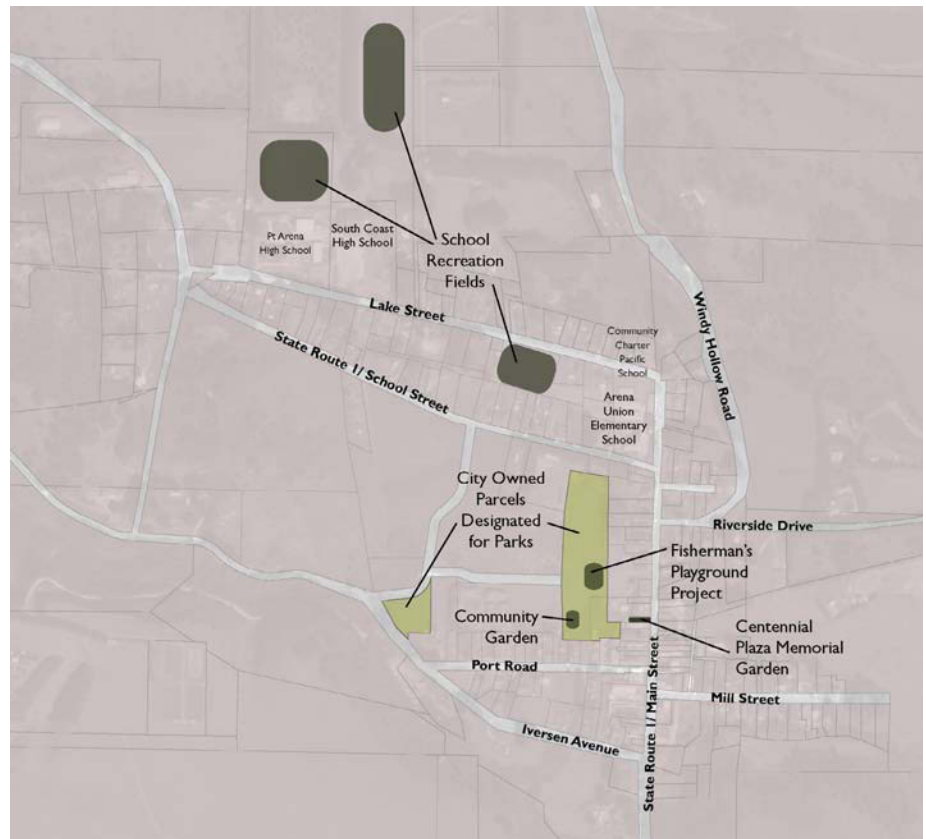 Pt Arena
High School
South Coast
High School
School
Recreation
Fields
Lake Street
State Route 1/ School Street
Windy Hollow Road
Community
Charter
Pacific
School
Arena
Union
Elementary
School
City Owned
Parcels
Designated
for Parks
Riverside Drive
Fisherman's
Playground
Project
Community
Garden
Centennial
Plaza Memorial
Garden
Port Road
State Route 1/ Main Street
Mill Street
Iversen Avenue